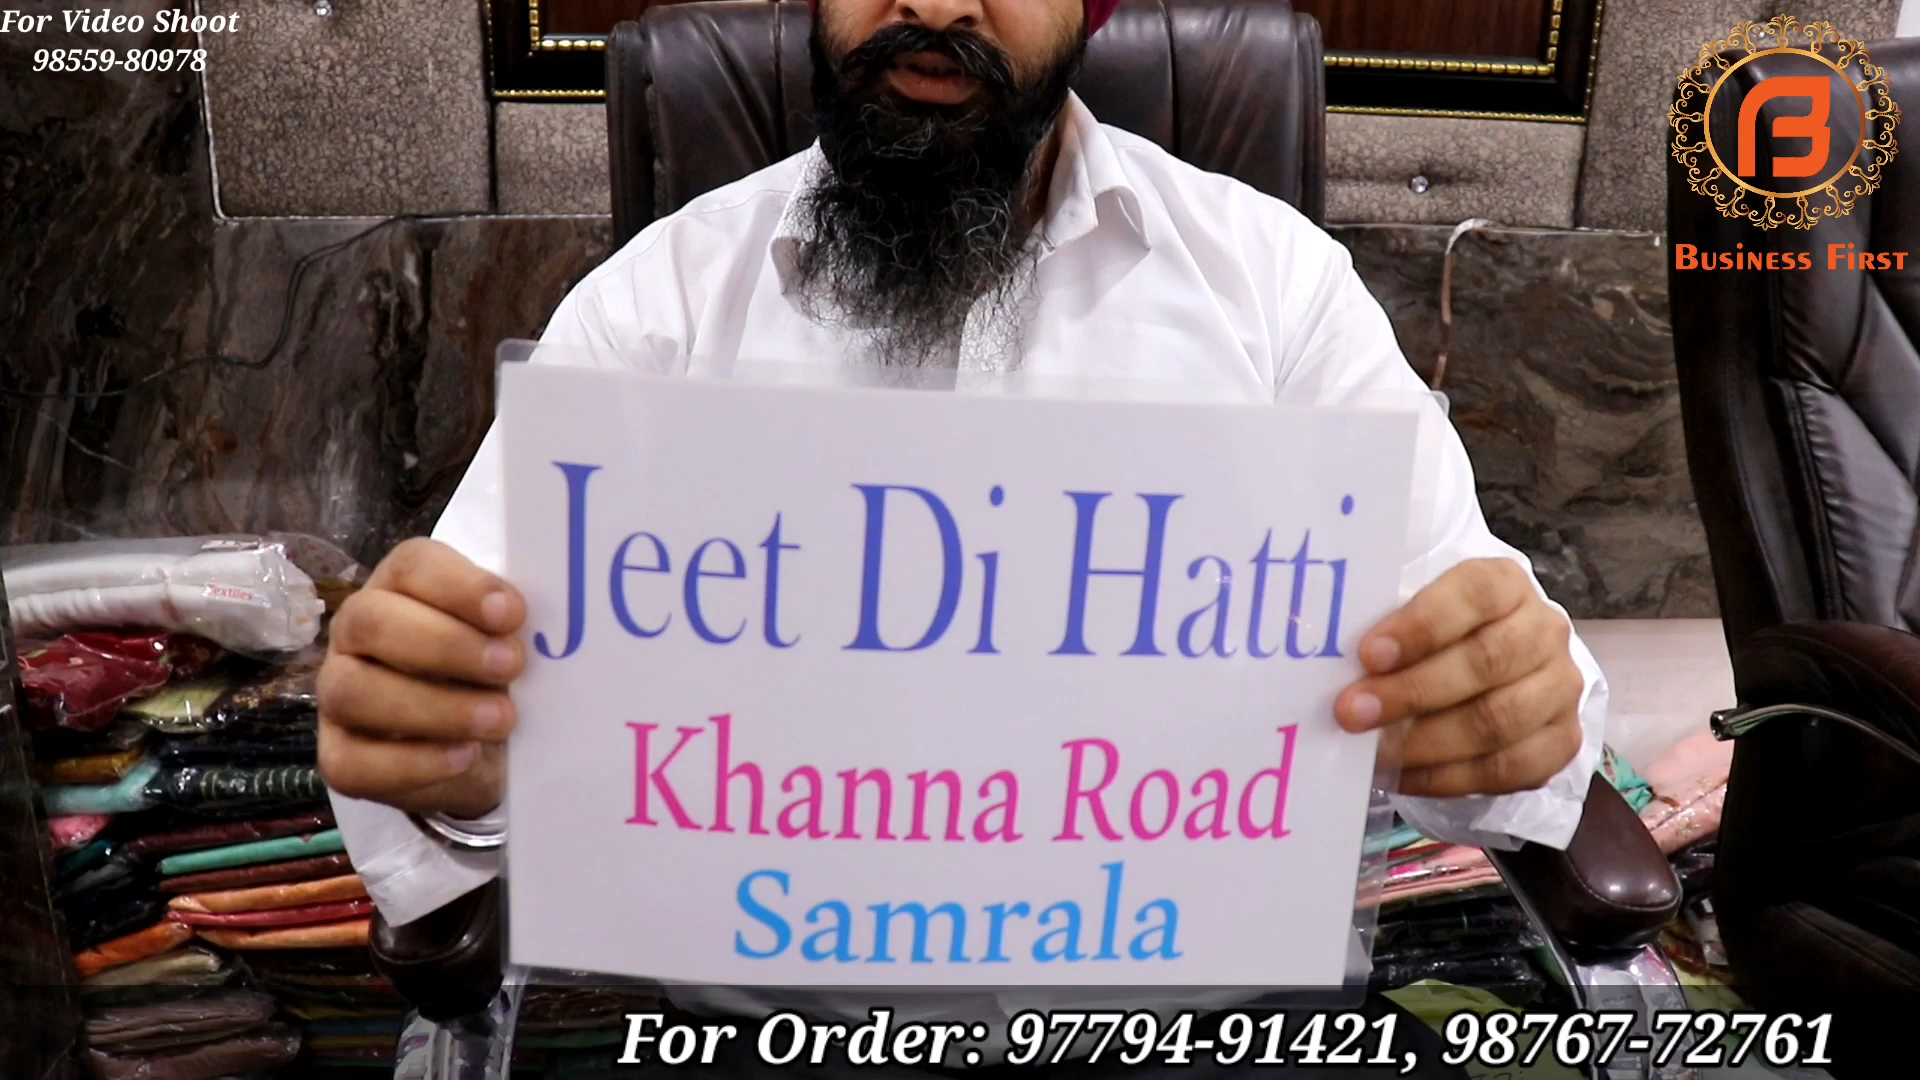 For Video Shoot
98559-80978
B
Business First
Textiles
Jeet Di Hatti
Khanna Road
Samrala
For Order: 97794-91421, 98767-72761